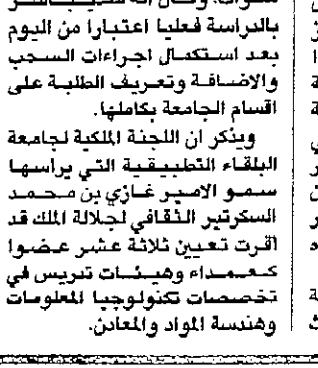 بالدراسة فعليا اعتبارا من اليوم
بعد استكمال اجراءات السحب
والاضافة وتعريف الطلبة على
اقسام الجامعة بكاملها.
ويذكر ان اللجنة الملكية لجامعة
البلقاء التطبيقية التي يراسها
سمو الامير غازي بن محمد
السكرتير الثقافي لجلالة الملك قد
اقرت تعيين ثلاثة عشر عضوا
كعمداء وهيئات تدريس في
تخصصات تكنولوجيا المعلومات
وهندسة المواد والمعادن.